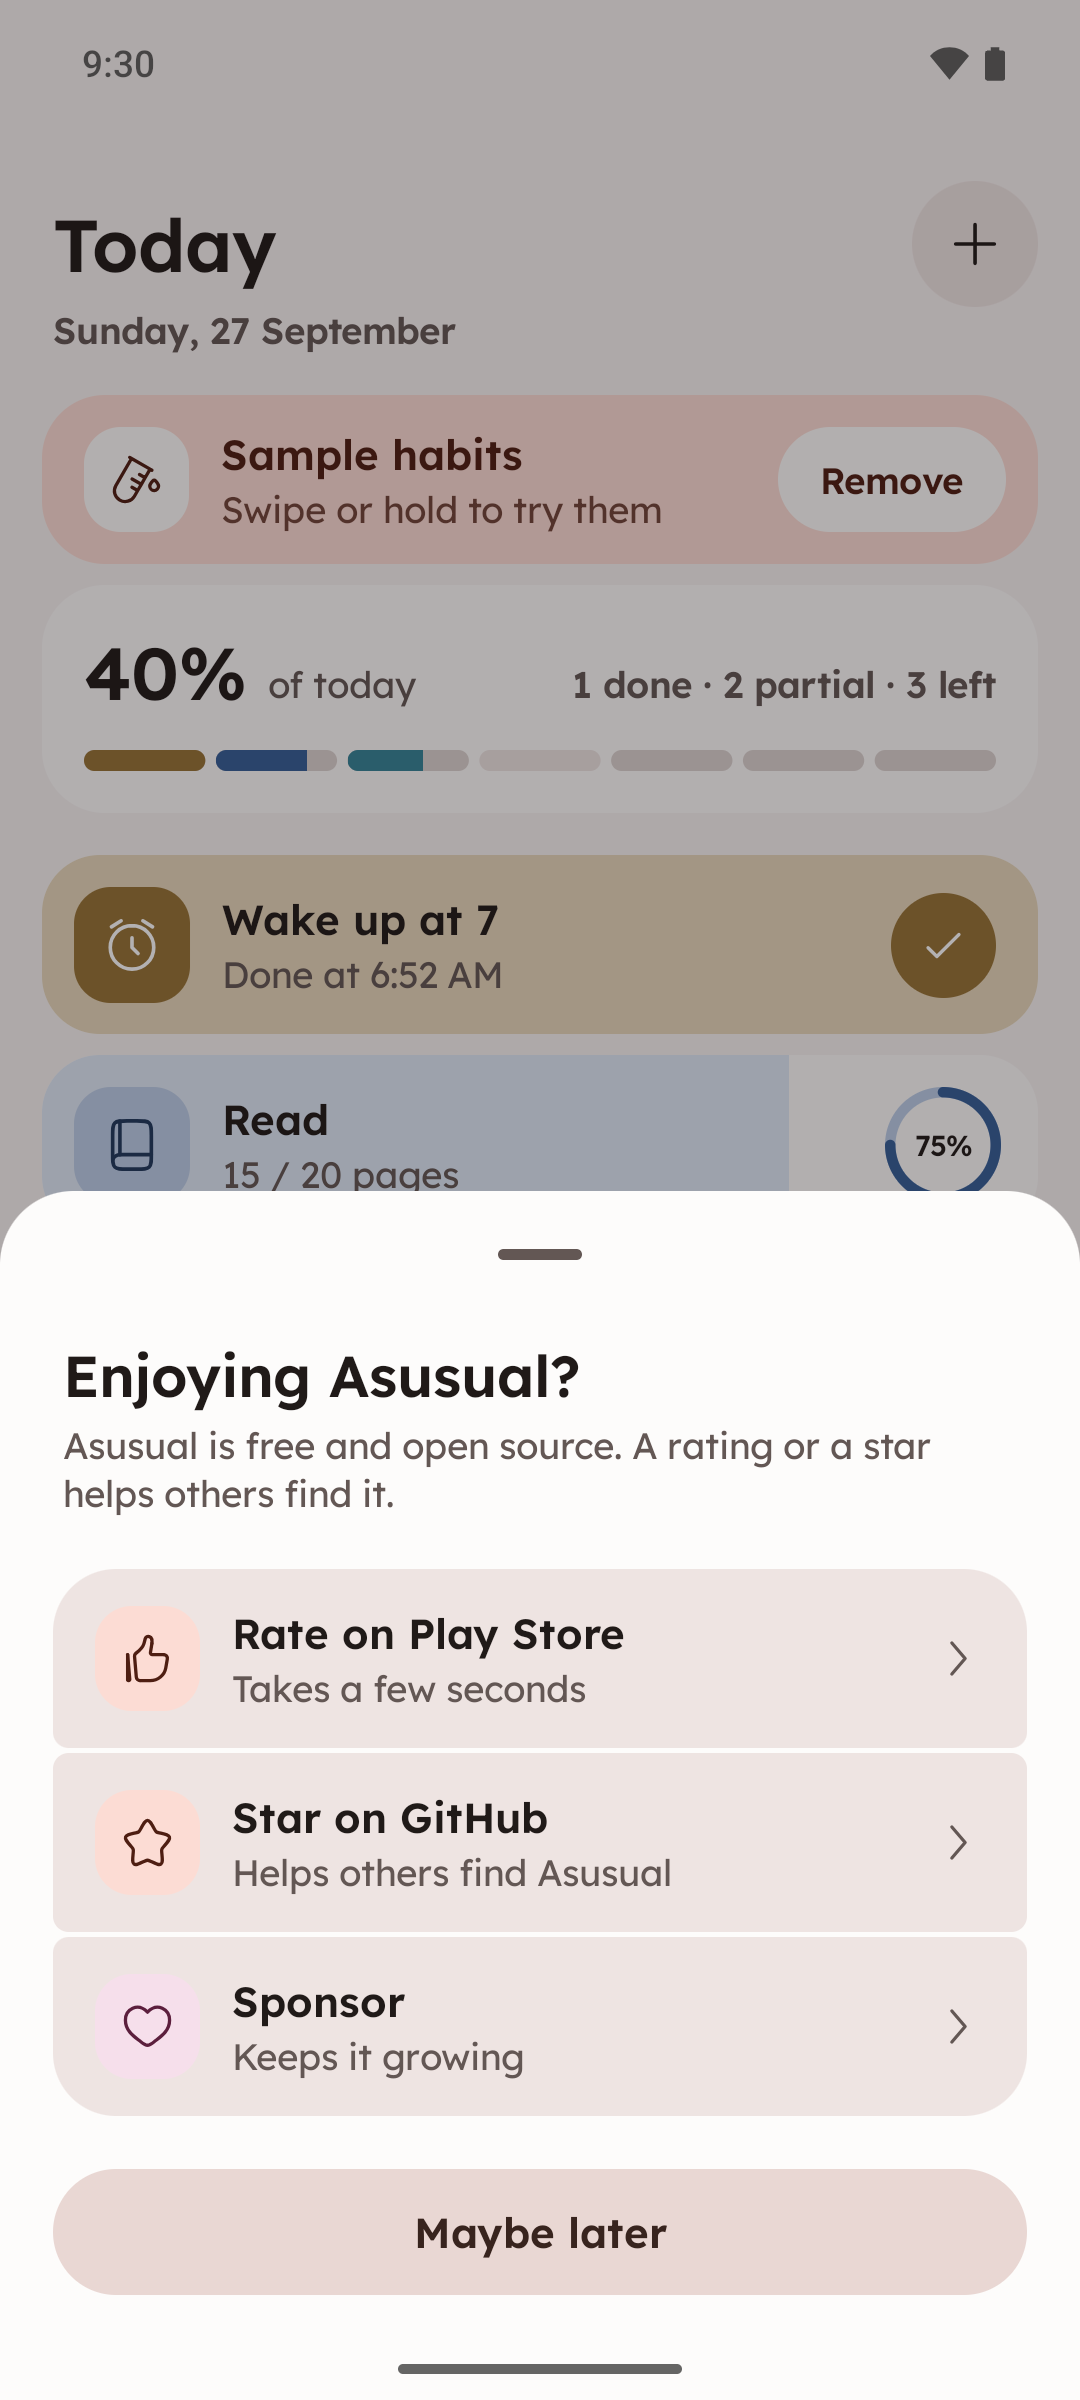 9:30
Today
Sunday, 27 September
Sample habits
Swipe or hold to try them
Remove
40% of today
1 done · 2 partial · 3 left
Wake up at 7
Done at 6:52 AM
Read
15 / 20 pages
75%
Enjoying Asusual?
Asusual is free and open source. A rating or a star
helps others find it.
Rate on Play Store
Takes a few seconds
Star on GitHub
Helps others find Asusual
Sponsor
Keeps it growing
Maybe later